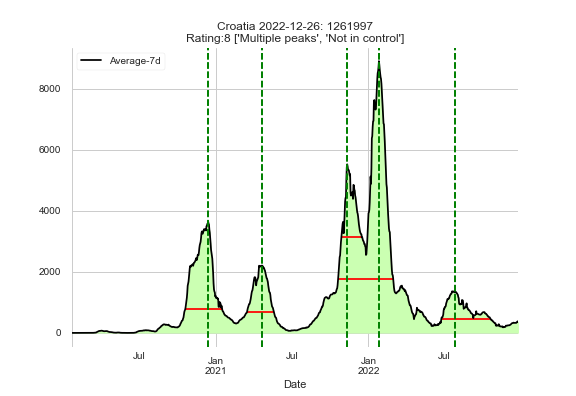 Croatia 2022-12-26: 1261997
Rating:8 ['Multiple peaks', 'Not in control']
Average-7d
8000
6000
4000
2000
0
Jul
Jan
2021
Jul
Jan
2022
Jul
Date